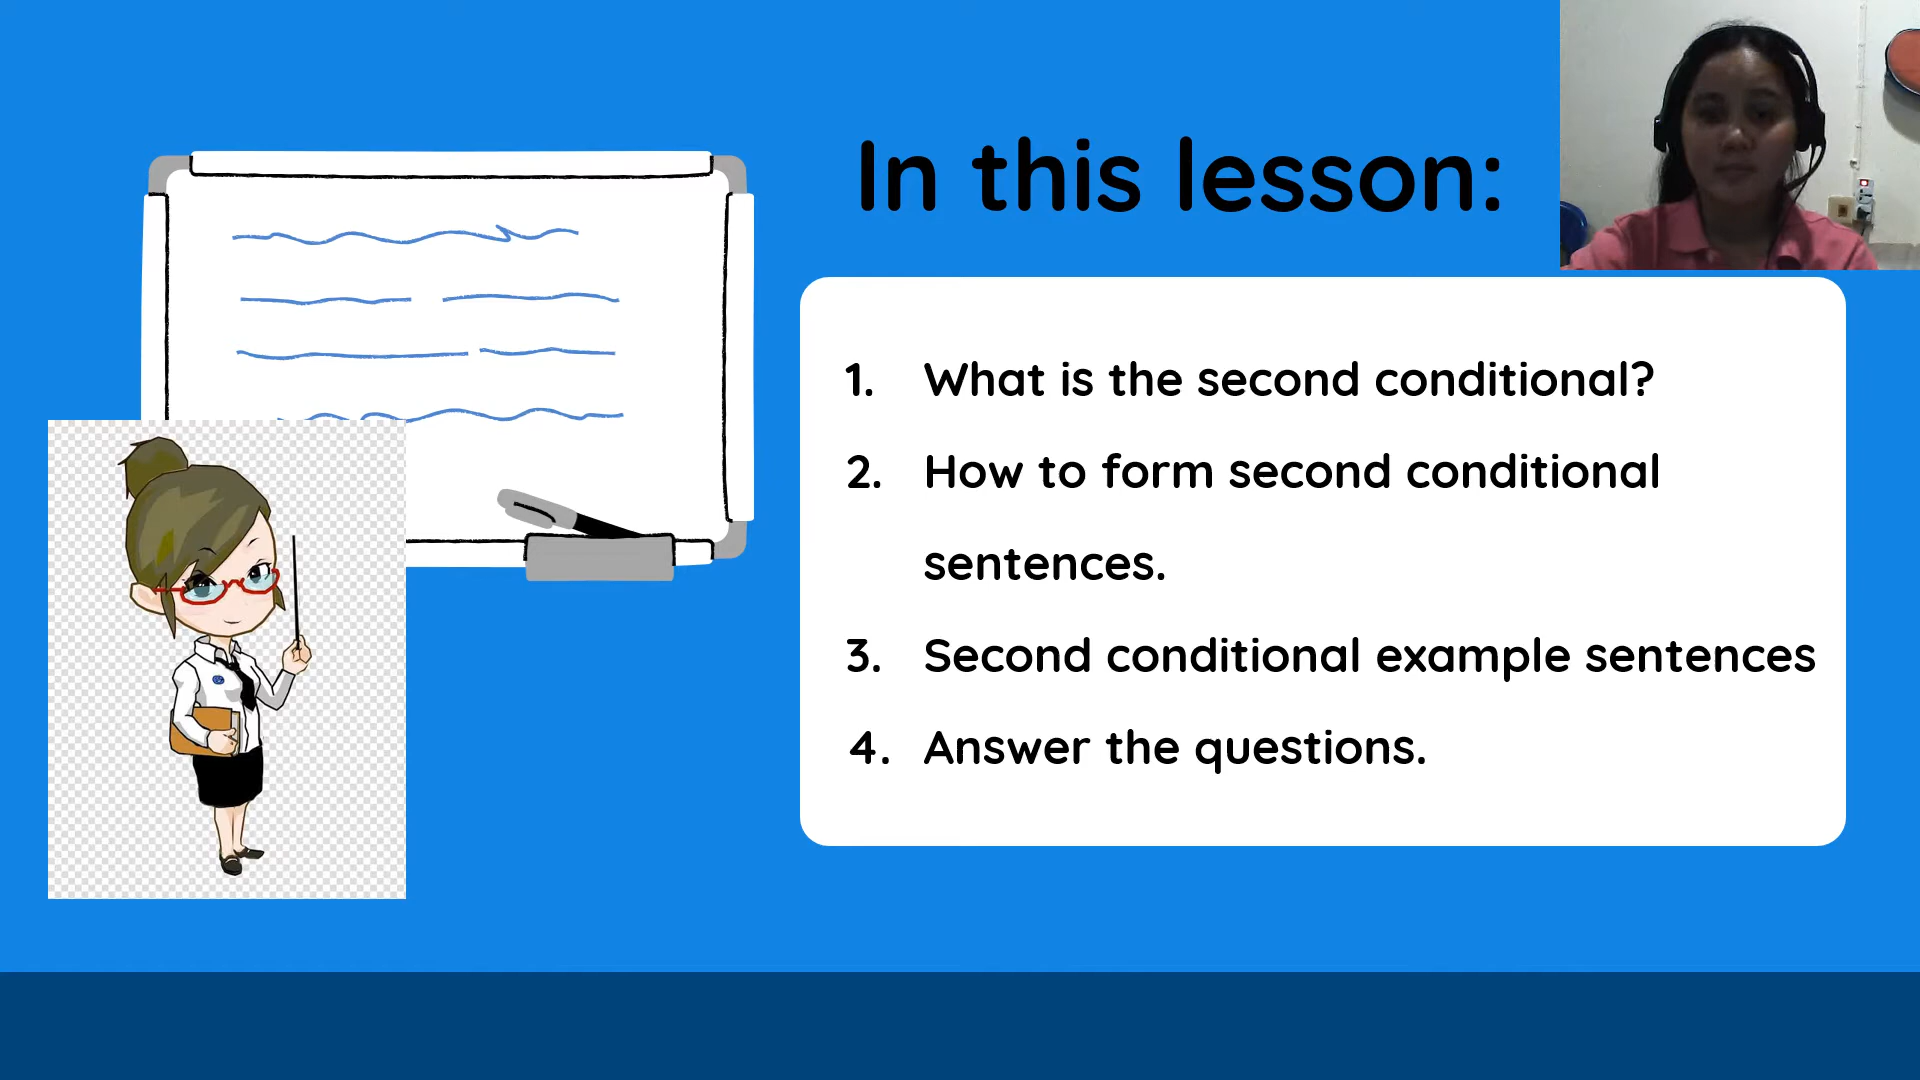 In this lesson:
1. What is the second conditional?
2. How to form second conditional
sentences.
3. Second conditional example sentences
4. Answer the questions.